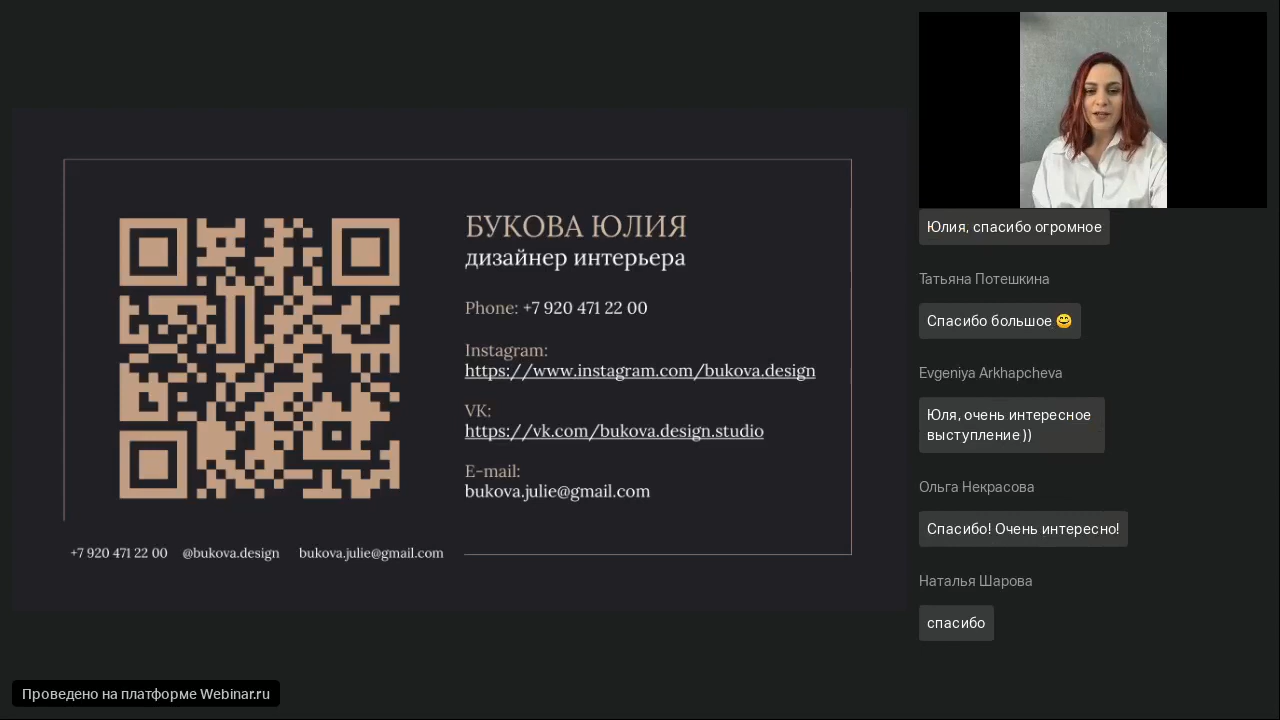 БУКОВА ЮЛИЯ
дизайнер интерьера
Phone: +7 920 471 22 00
Instagram:
https://www.instagram.com/bukova.design
VK:
https://vk.com/bukova.design.studio
E-mail:
bukova.julie@gmail.com
+7 920 471 22 00 @bukova.design bukova.julie@gmail.com
Проведено на платформе Webinar.ru
Юлия, спасибо огромное
Татьяна Потешкина
Спасибо большое 😊
Evgeniya Arkhapcheva
Юля, очень интересное
выступление ))
Ольга Некрасова
Спасибо! Очень интересно!
Наталья Шарова
спасибо